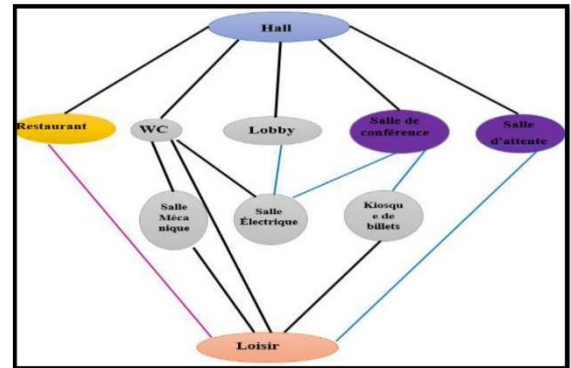 Hall
Restaurant
WC
Lobby
Salle de
conférence
Salle
d'attente
Salle
Méca
nique
Salle
Électrique
Kiosqu
e de
billets
Loisir